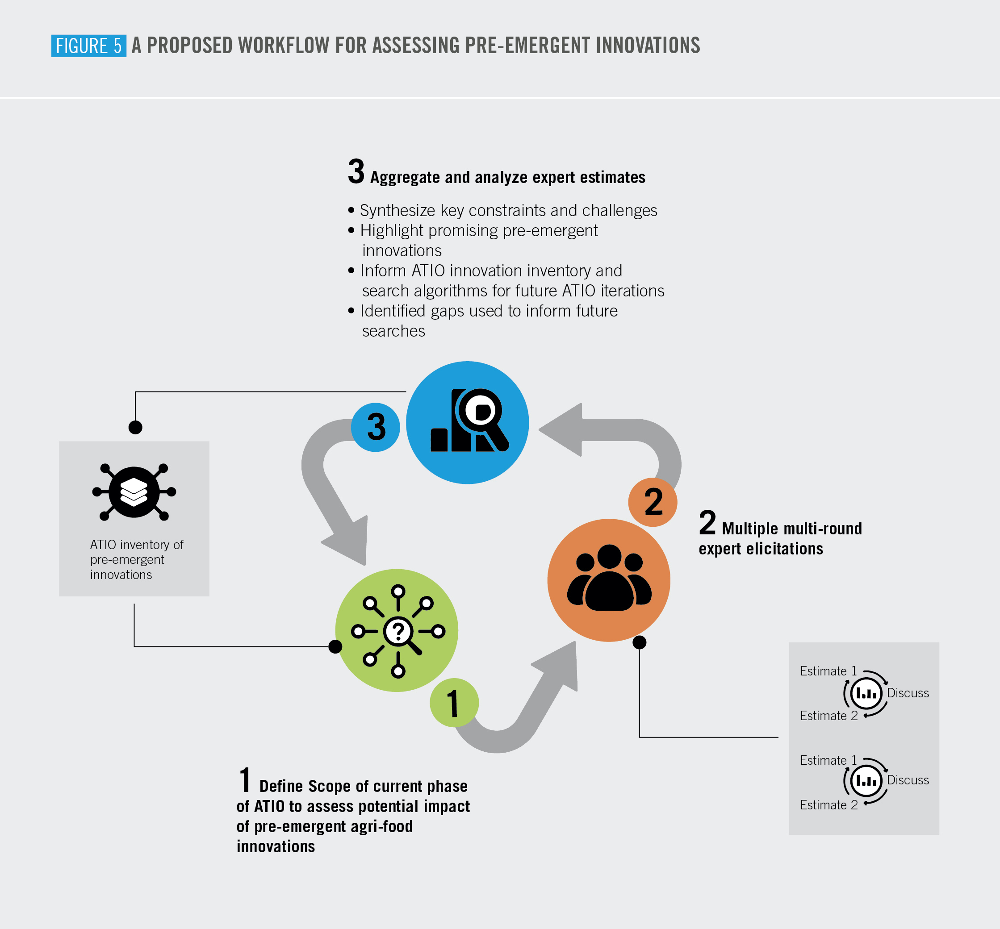 FIGURE 5 A PROPOSED WORKFLOW FOR ASSESSING PRE-EMERGENT INNOVATIONS
3 Aggregate and analyze expert estimates
• Synthesize key constraints and challenges
• Highlight promising pre-emergent
innovations
• Inform ATIO innovation inventory and
search algorithms for future ATIO iterations
• Identified gaps used to inform future
searches
3
2
ATIO inventory of
pre-emergent
innovations
2 Multiple multi-round
expert elicitations
?
1
Estimate 1
Discuss
Estimate 2
Estimate 1
Discuss
Estimate 2
1 Define Scope of current phase
of ATIO to assess potential impact
of pre-emergent agri-food
innovations